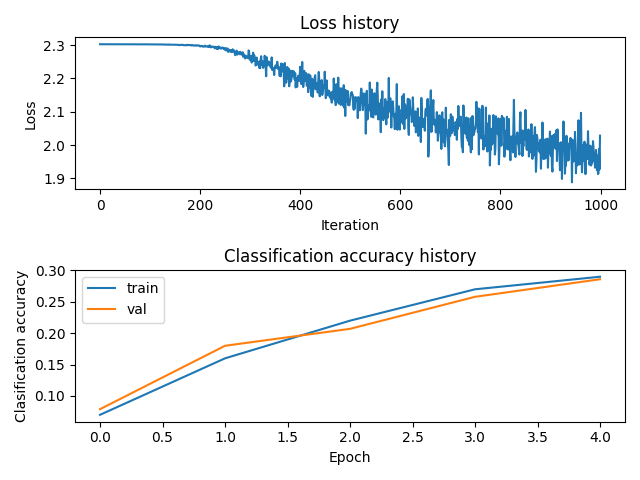 Loss history
2.3
2.2
2.1
2.0
1.9
Loss
0 200 400 600 800 1000
Iteration
Classification accuracy history
0.30
0.25
0.20
0.15
0.10
Clasification accuracy
train
val
0.0 0.5 1.0 1.5 2.0 2.5 3.0 3.5 4.0
Epoch